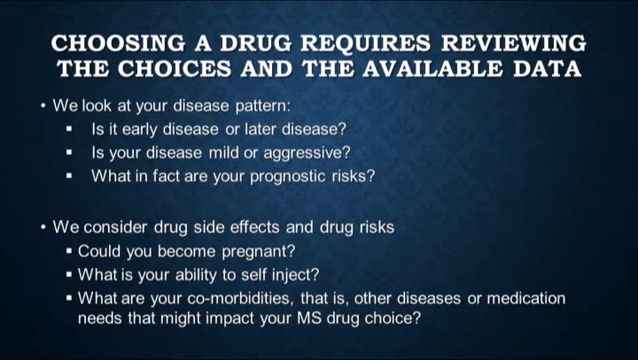 CHOOSING A DRUG REQUIRES REVIEWING
THE CHOICES AND THE AVAILABLE DATA
• We look at your disease pattern:
▪ Is it early disease or later disease?
▪ Is your disease mild or aggressive?
▪ What in fact are your prognostic risks?
• We consider drug side effects and drug risks
▪ Could you become pregnant?
▪ What is your ability to self inject?
▪ What are your co-morbidities, that is, other diseases or medication
needs that might impact your MS drug choice?